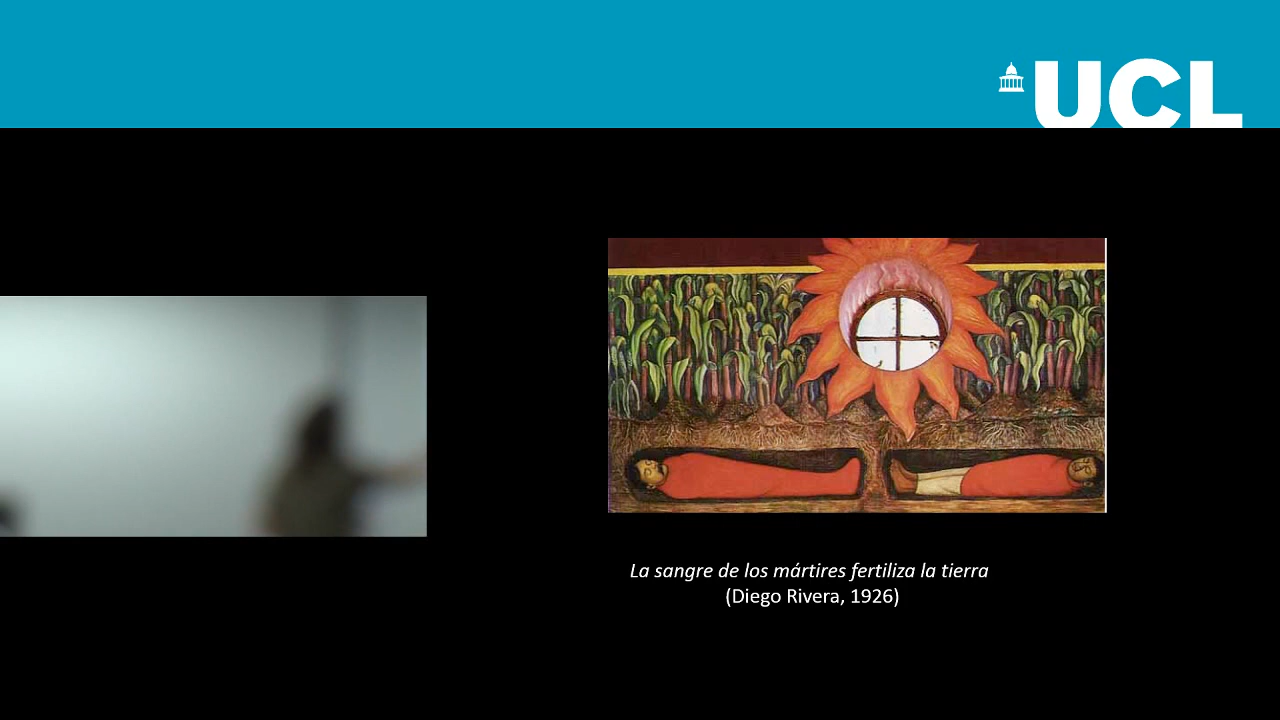 UCL
La sangre de los mártires fertiliza la tierra
(Diego Rivera, 1926)